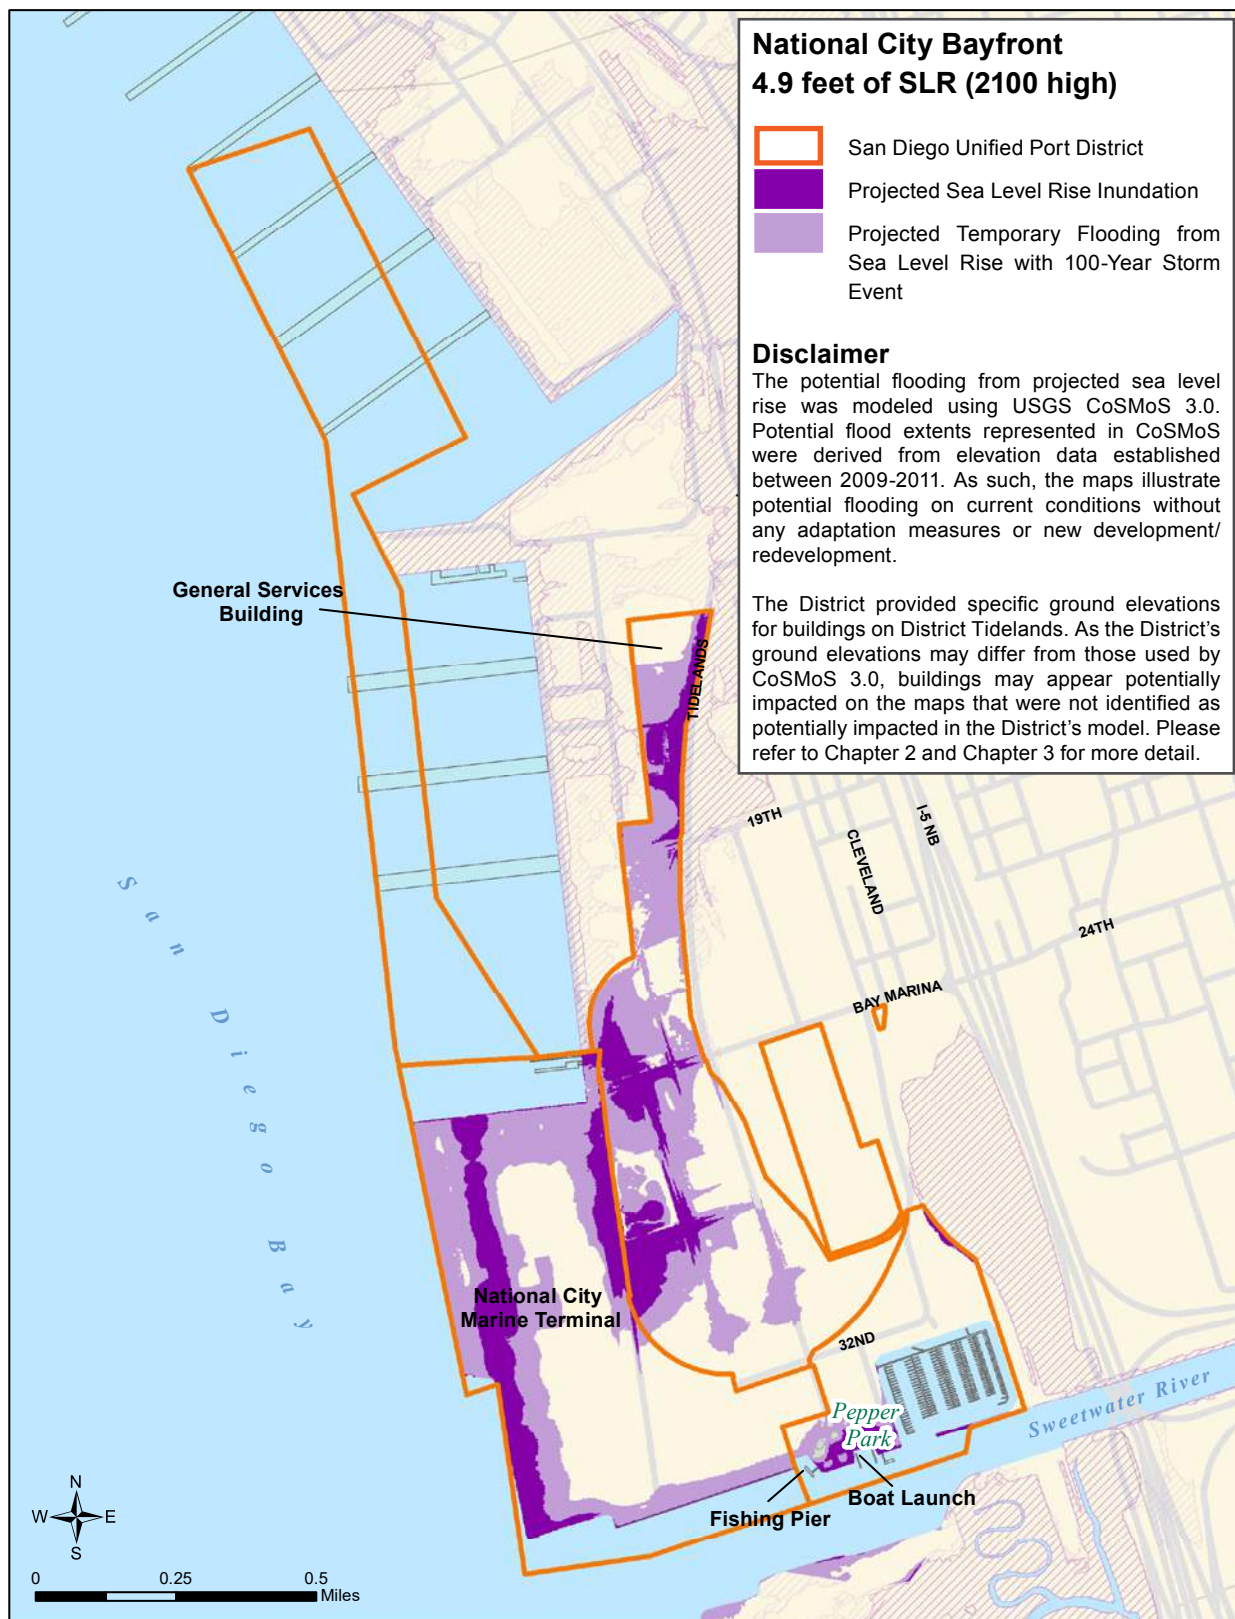 National City Bayfront
4.9 feet of SLR (2100 high)
San Diego Unified Port District
Projected Sea Level Rise Inundation
Projected Temporary Flooding from
Sea Level Rise with 100-Year Storm
Event
Disclaimer
The potential flooding from projected sea level
rise was modeled using USGS CoSMoS 3.0.
Potential flood extents represented in CoSMoS
were derived from elevation data established
between 2009-2011. As such, the maps illustrate
potential flooding on current conditions without
any adaptation measures or new development/
redevelopment.
The District provided specific ground elevations
for buildings on District Tidelands. As the District's
ground elevations may differ from those used by
CoSMoS 3.0, buildings may appear potentially
impacted on the maps that were not identified as
potentially impacted in the District's model. Please
refer to Chapter 2 and Chapter 3 for more detail.
General Services
Building
TIDELANDS
19TH
CLEVELAND
I-5 NB
24TH
BAY MARINA
San Diego Bay
National City
Marine Terminal
32ND
Pepper
Park
Sweetwater River
Boat Launch
Fishing Pier
N
W E
S
0 0.25 0.5
Miles